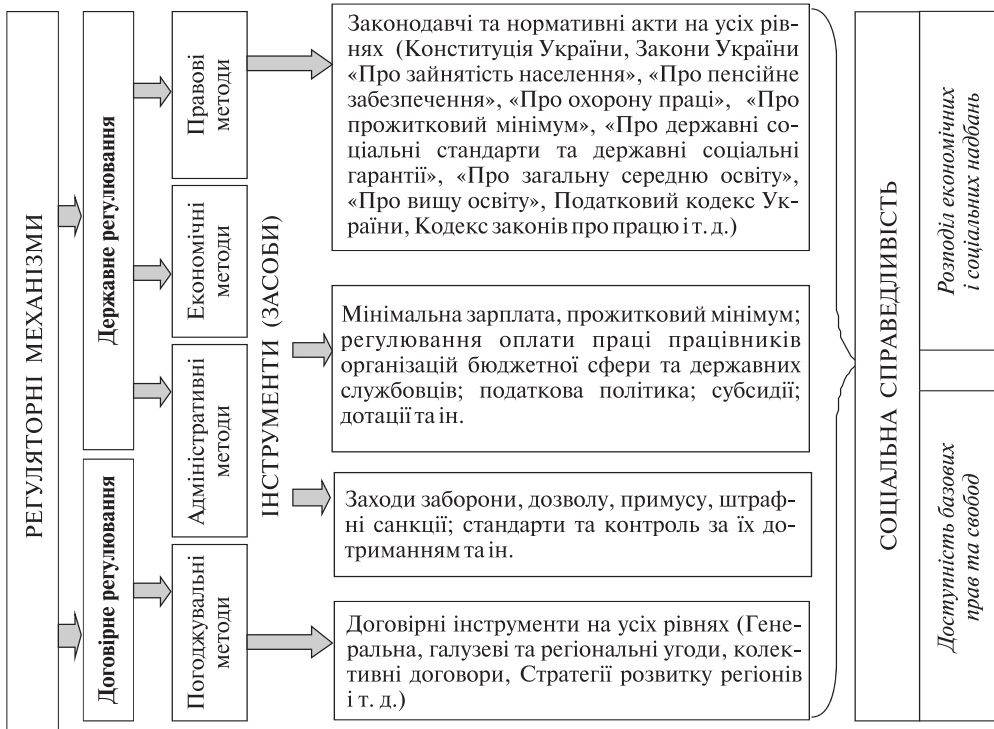 РЕГУЛЯТОРНІ МЕХАНІЗМИ
Державне регулювання
Договірне регулювання
Правові
методи
Економічні
методи
Адміністративні
методи
Погоджувальні
методи
ІНСТРУМЕНТИ (ЗАСОБИ)
Законодавчі та нормативні акти на усіх рів-
нях (Конституція України, Закони України
«Про зайнятість населення», «Про пенсійне
забезпечення», «Про охорону праці», «Про
прожитковий мінімум», «Про державні со-
ціальні стандарти та державні соціальні
гарантії», «Про загальну середню освіту»,
«Про вищу освіту», Податковий кодекс Ук-
раїни, Кодекс законів про працю і т. д.)
Мінімальна зарплата, прожитковий мінімум;
регулювання оплати праці працівників
організацій бюджетної сфери та державних
службовців; податкова політика; субсидії;
дотації та ін.
Заходи заборони, дозволу, примусу, штраф-
ні санкції; стандарти та контроль за їх до-
триманням та ін.
Договірні інструменти на усіх рівнях (Гене-
ральна, галузеві та регіональні угоди, колек-
тивні договори, Стратегії розвитку регіонів
і т. д.)
СОЦІАЛЬНА СПРАВЕДЛИВІСТЬ
Розподіл економічних
і соціальних надбань
Доступність базових
прав та свобод